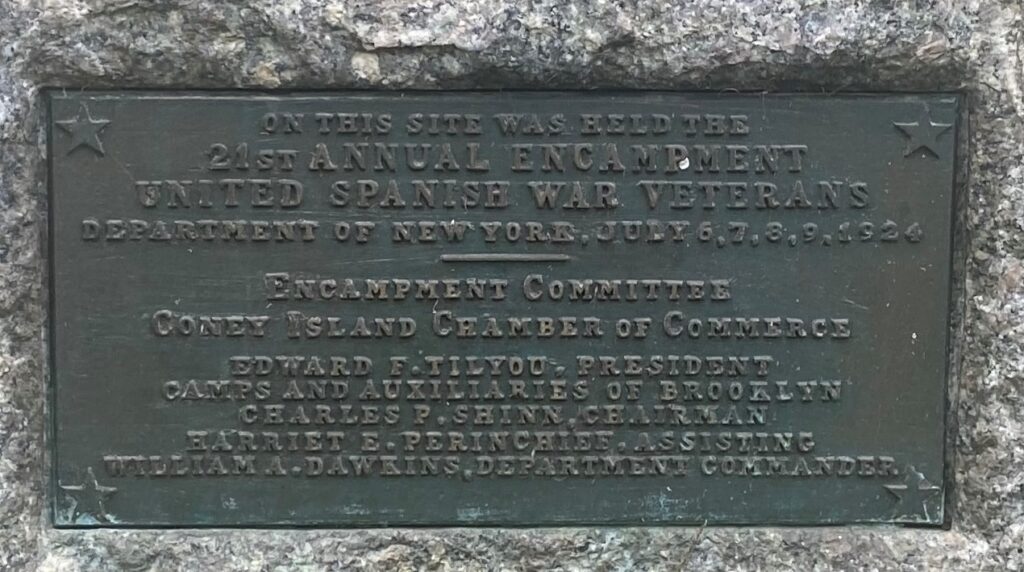 ON THIS SITE WAS HELD THE
21ST ANNUAL ENCAMPMENT
UNITED SPANISH WAR VETERANS
DEPARTMENT OF NEW YORK, JULY 6,7,8,9,1924
ENCAMPMENT COMMITTEE
CONEY ISLAND CHAMBER OF COMMERCE
EDWARD F. TILYOU. PRESIDENT
CAMPS AND AUXILIARIES OF BROOKLYN
CHARLES P. SHINN, CHAIRMAN
HARRIET E. PERINCHIEF. ASSISTING
WILLIAM A. DAWKINS, DEPARTMENT COMMANDER